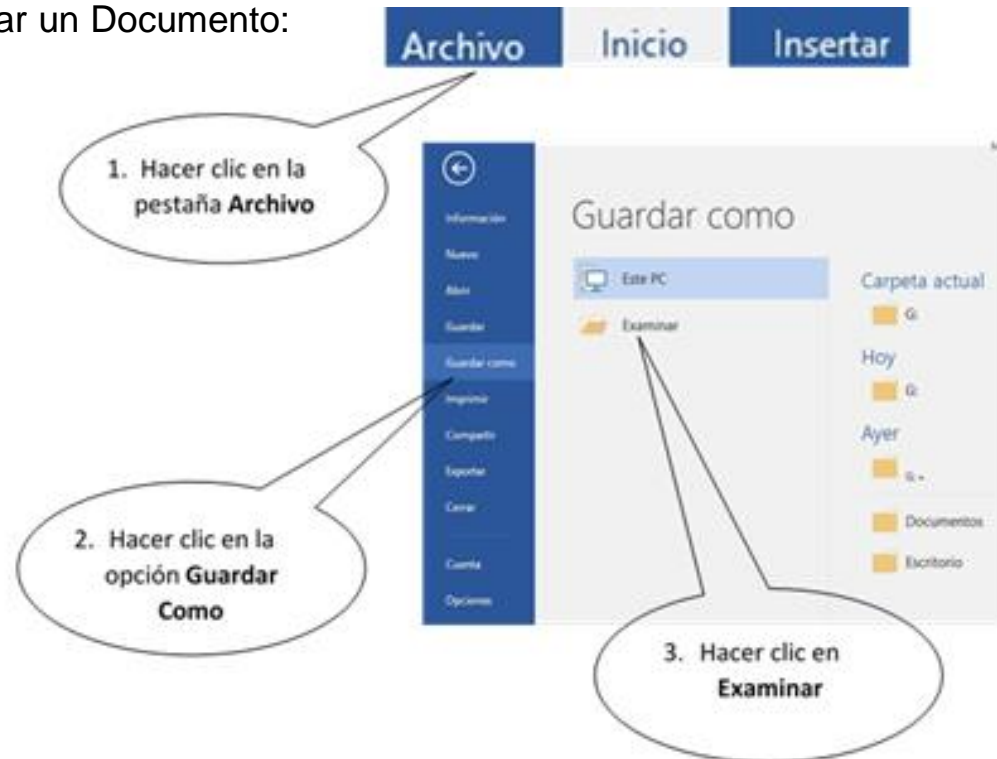 ar un Documento:
Archivo Inicio Insertar
1. Hacer clic en la
pestaña Archivo
Información
Nuevo
Abrir
Guardar
Guardar como
Imprimir
Compartir
Exportar
Cerrar
Cuenta
Opciones
Guardar como
Este PC
Examinar
Carpeta actual
G:
Hoy
G:
Ayer
G:
Documentos
Escritorio
2. Hacer clic en la
opción Guardar
Como
3. Hacer clic en
Examinar